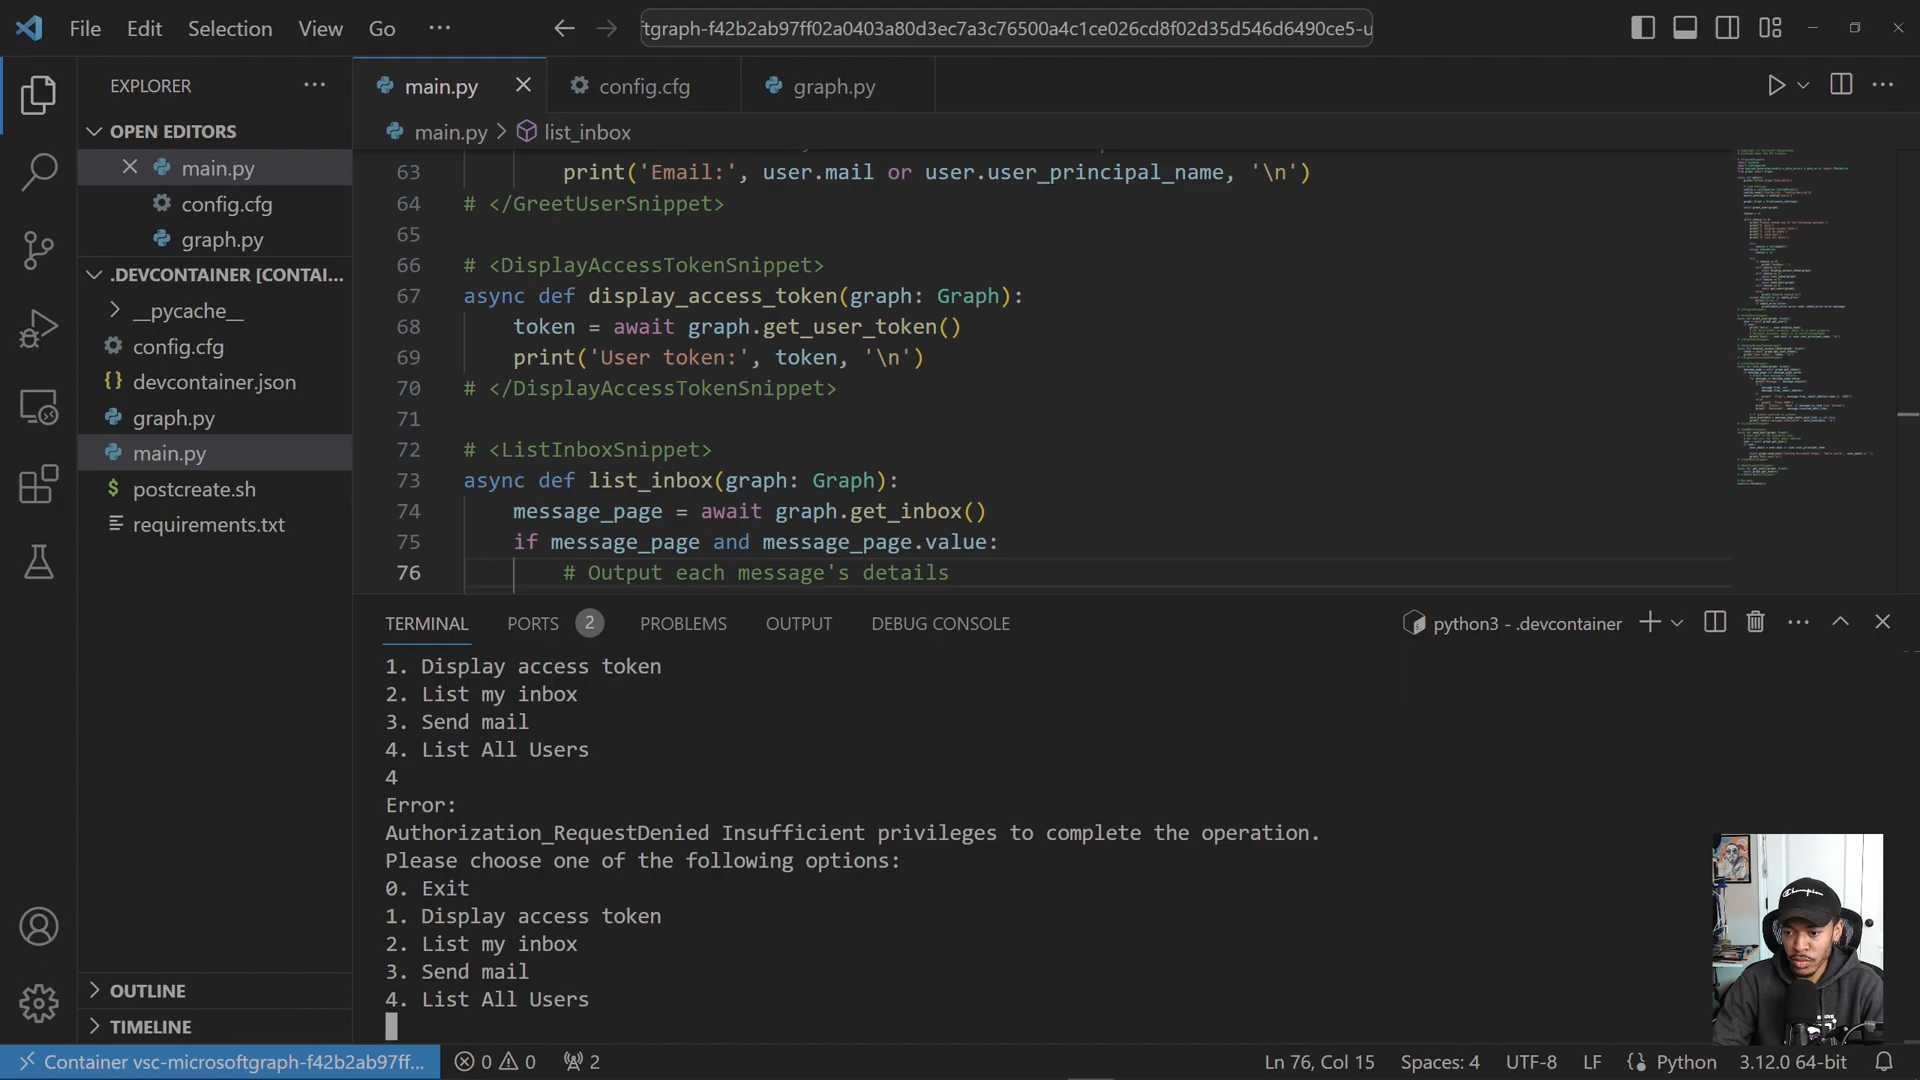 File Edit Selection View Go ···
tgraph-f42b2ab97ff02a0403a80d3ec7a3c76500a4c1ce026cd8f02d35d546d6490ce5-u
EXPLORER ···
OPEN EDITORS
main.py
config.cfg
graph.py
.DEVCONTAINER [CONTAI...
__pycache__
config.cfg
devcontainer.json
graph.py
main.py
postcreate.sh
requirements.txt
OUTLINE
TIMELINE
main.py config.cfg graph.py
main.py > list_inbox
63 print('Email:', user.mail or user.user_principal_name, '\n')
64 # </GreetUserSnippet>
65
66 # <DisplayAccessTokenSnippet>
67 async def display_access_token(graph: Graph):
68 token = await graph.get_user_token()
69 print('User token:', token, '\n')
70 # </DisplayAccessTokenSnippet>
71
72 # <ListInboxSnippet>
73 async def list_inbox(graph: Graph):
74 message_page = await graph.get_inbox()
75 if message_page and message_page.value:
76 # Output each message's details
TERMINAL PORTS 2 PROBLEMS OUTPUT DEBUG CONSOLE python3 - .devcontainer
1. Display access token
2. List my inbox
3. Send mail
4. List All Users
4
Error:
Authorization_RequestDenied Insufficient privileges to complete the operation.
Please choose one of the following options:
0. Exit
1. Display access token
2. List my inbox
3. Send mail
4. List All Users
Champion
Container vsc-microsoftgraph-f42b2ab97ff... 0 0 2 Ln 76, Col 15 Spaces: 4 UTF-8 LF Python 3.12.0 64-bit